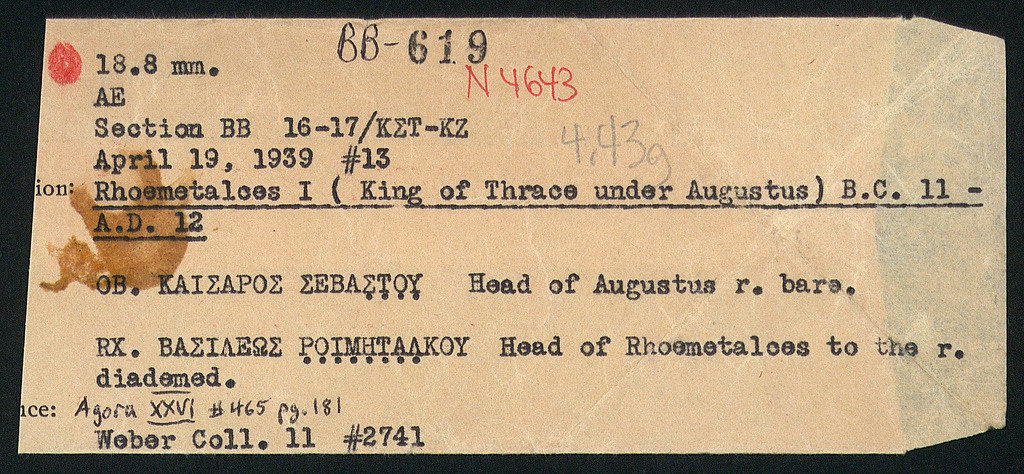 BB-619
18.8 mm.
N 4643
AE
Section BB 16-17/ΚΣΤ-ΚΖ
4,43g
April 19, 1939 #13
ion: Rhoemetalces I ( King of Thrace under Augustus) B.C. 11 -
A.D. 12
OB. ΚΑΙΣΑΡΟΣ ΣΕΒΑΣ̣Τ̣Ο̣Υ̣ Head of Augustus r. bare.
RX. ΒΑΣΙΛΕΩΣ Ρ̣Ο̣Ι̣Μ̣Η̣Τ̣Α̣Λ̣ΚΟΥ Head of Rhoemetalces to the r.
diademed.
nce: Agora XXVI #465 pg. 181
Weber Coll. 11 #2741